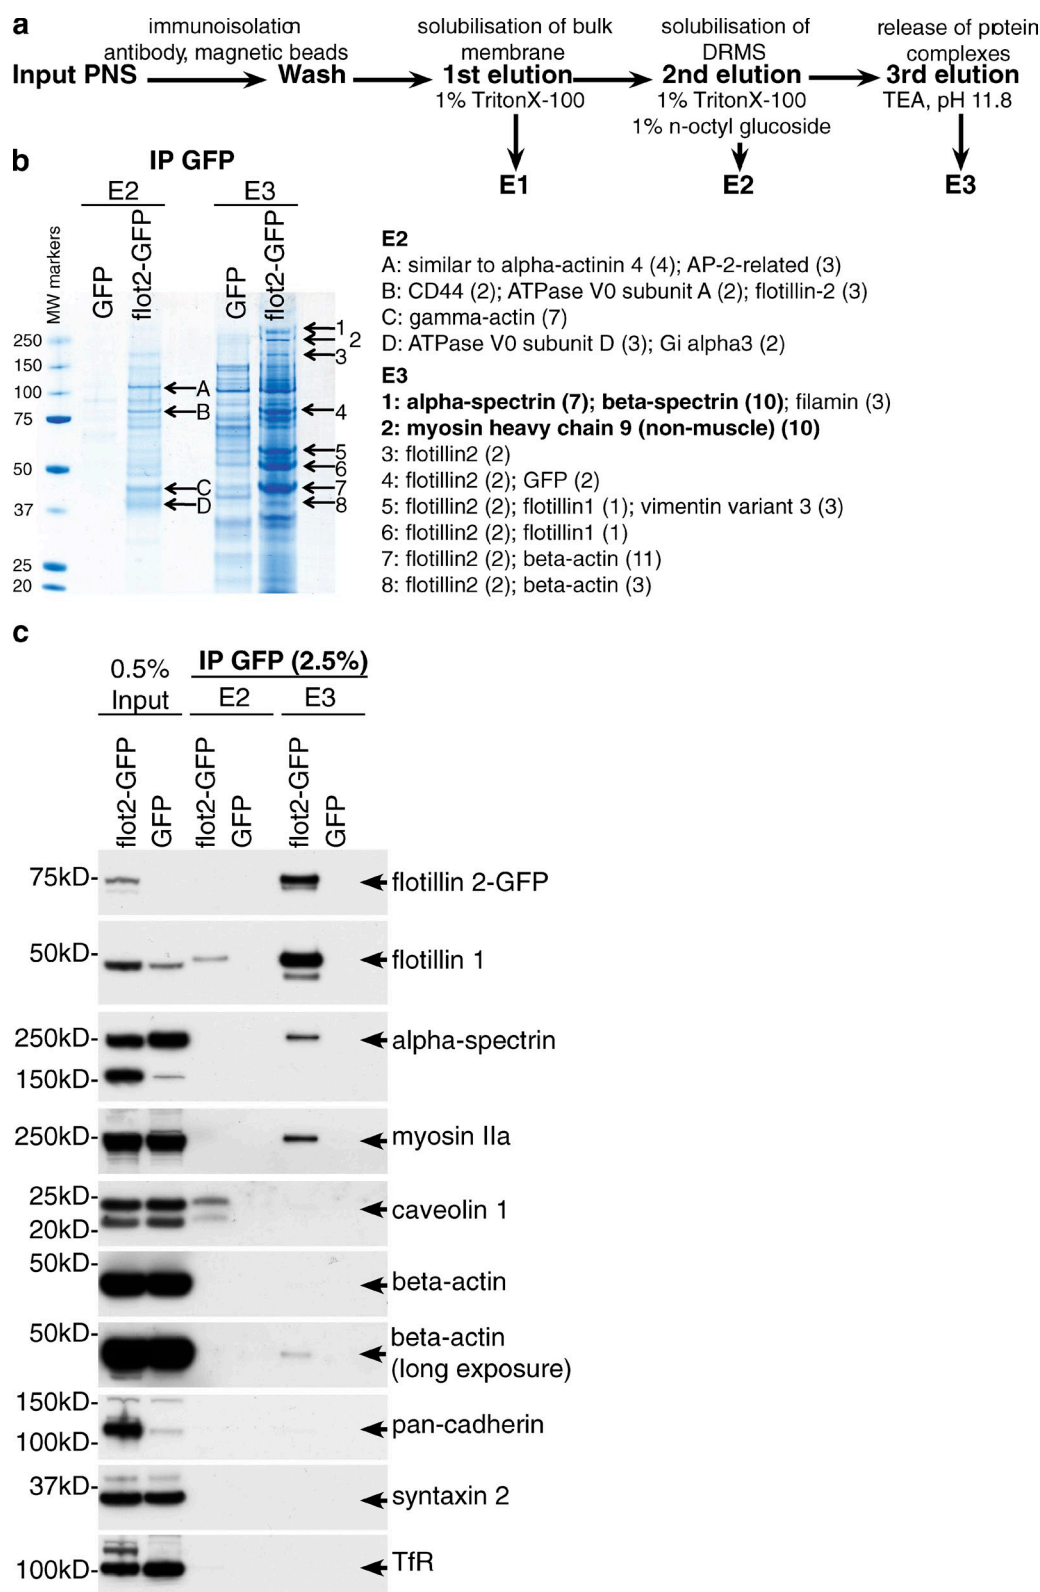 a
immunoisolation solubilisation of bulk solubilisation of release of protein
antibody, magnetic beads membrane DRMS complexes
Input PNS Wash 1st elution 2nd elution 3rd elution
1% TritonX-100 1% TritonX-100 TEA, pH 11.8
1% n-octyl glucoside
E1 E2 E3
b
IP GFP
E2 E3
MW markers
GFP
flot2-GFP
GFP
flot2-GFP
250
150
100
75
50
37
25
20
A
B
C
D
1
2
3
4
5
6
7
8
E2
A: similar to alpha-actinin 4 (4); AP-2-related (3)
B: CD44 (2); ATPase V0 subunit A (2); flotillin-2 (3)
C: gamma-actin (7)
D: ATPase V0 subunit D (3); Gi alpha3 (2)
E3
1: alpha-spectrin (7); beta-spectrin (10); filamin (3)
2: myosin heavy chain 9 (non-muscle) (10)
3: flotillin2 (2)
4: flotillin2 (2); GFP (2)
5: flotillin2 (2); flotillin1 (1); vimentin variant 3 (3)
6: flotillin2 (2); flotillin1 (1)
7: flotillin2 (2); beta-actin (11)
8: flotillin2 (2); beta-actin (3)
c
0.5%
Input
IP GFP (2.5%)
E2 E3
flot2-GFP
GFP
flot2-GFP
GFP
flot2-GFP
GFP
75kD- flotillin 2-GFP
50kD- flotillin 1
250kD- alpha-spectrin
150kD-
250kD- myosin IIa
25kD- caveolin 1
20kD-
50kD- beta-actin
50kD- beta-actin
(long exposure)
150kD- pan-cadherin
100kD-
37kD- syntaxin 2
100kD- TfR